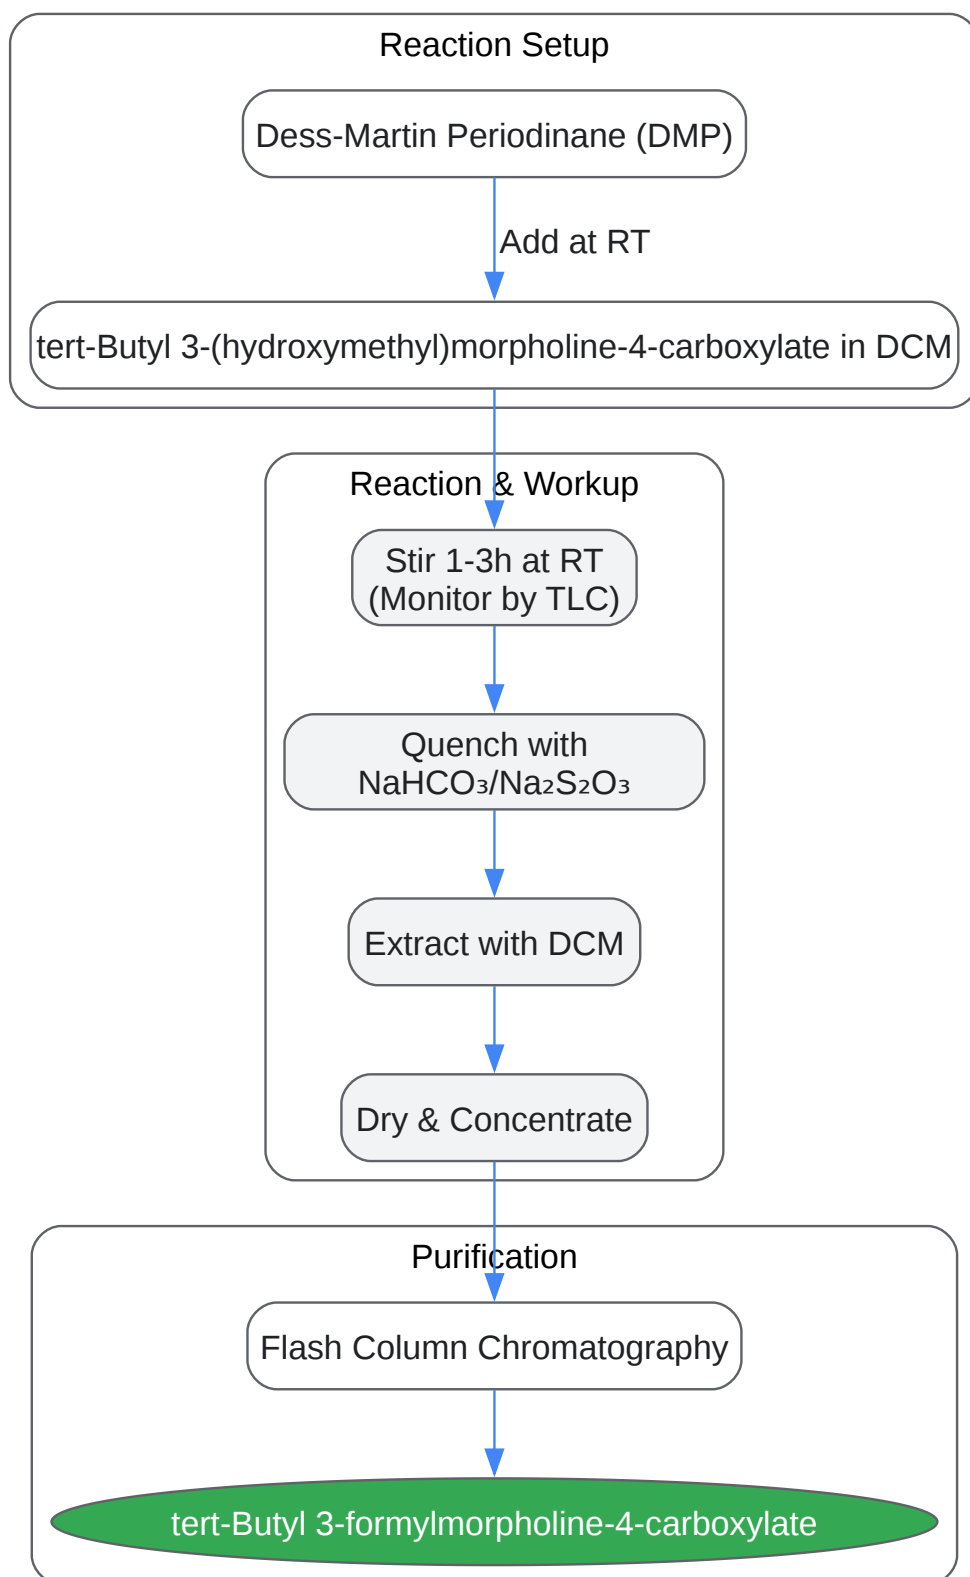 Reaction Setup
Dess-Martin Periodinane (DMP)
Add at RT
tert-Butyl 3-(hydroxymethyl)morpholine-4-carboxylate in DCM
Reaction & Workup
Stir 1-3h at RT
(Monitor by TLC)
Quench with
NaHCO₃/Na₂S₂O₃
Extract with DCM
Dry & Concentrate
Purification
Flash Column Chromatography
tert-Butyl 3-formylmorpholine-4-carboxylate